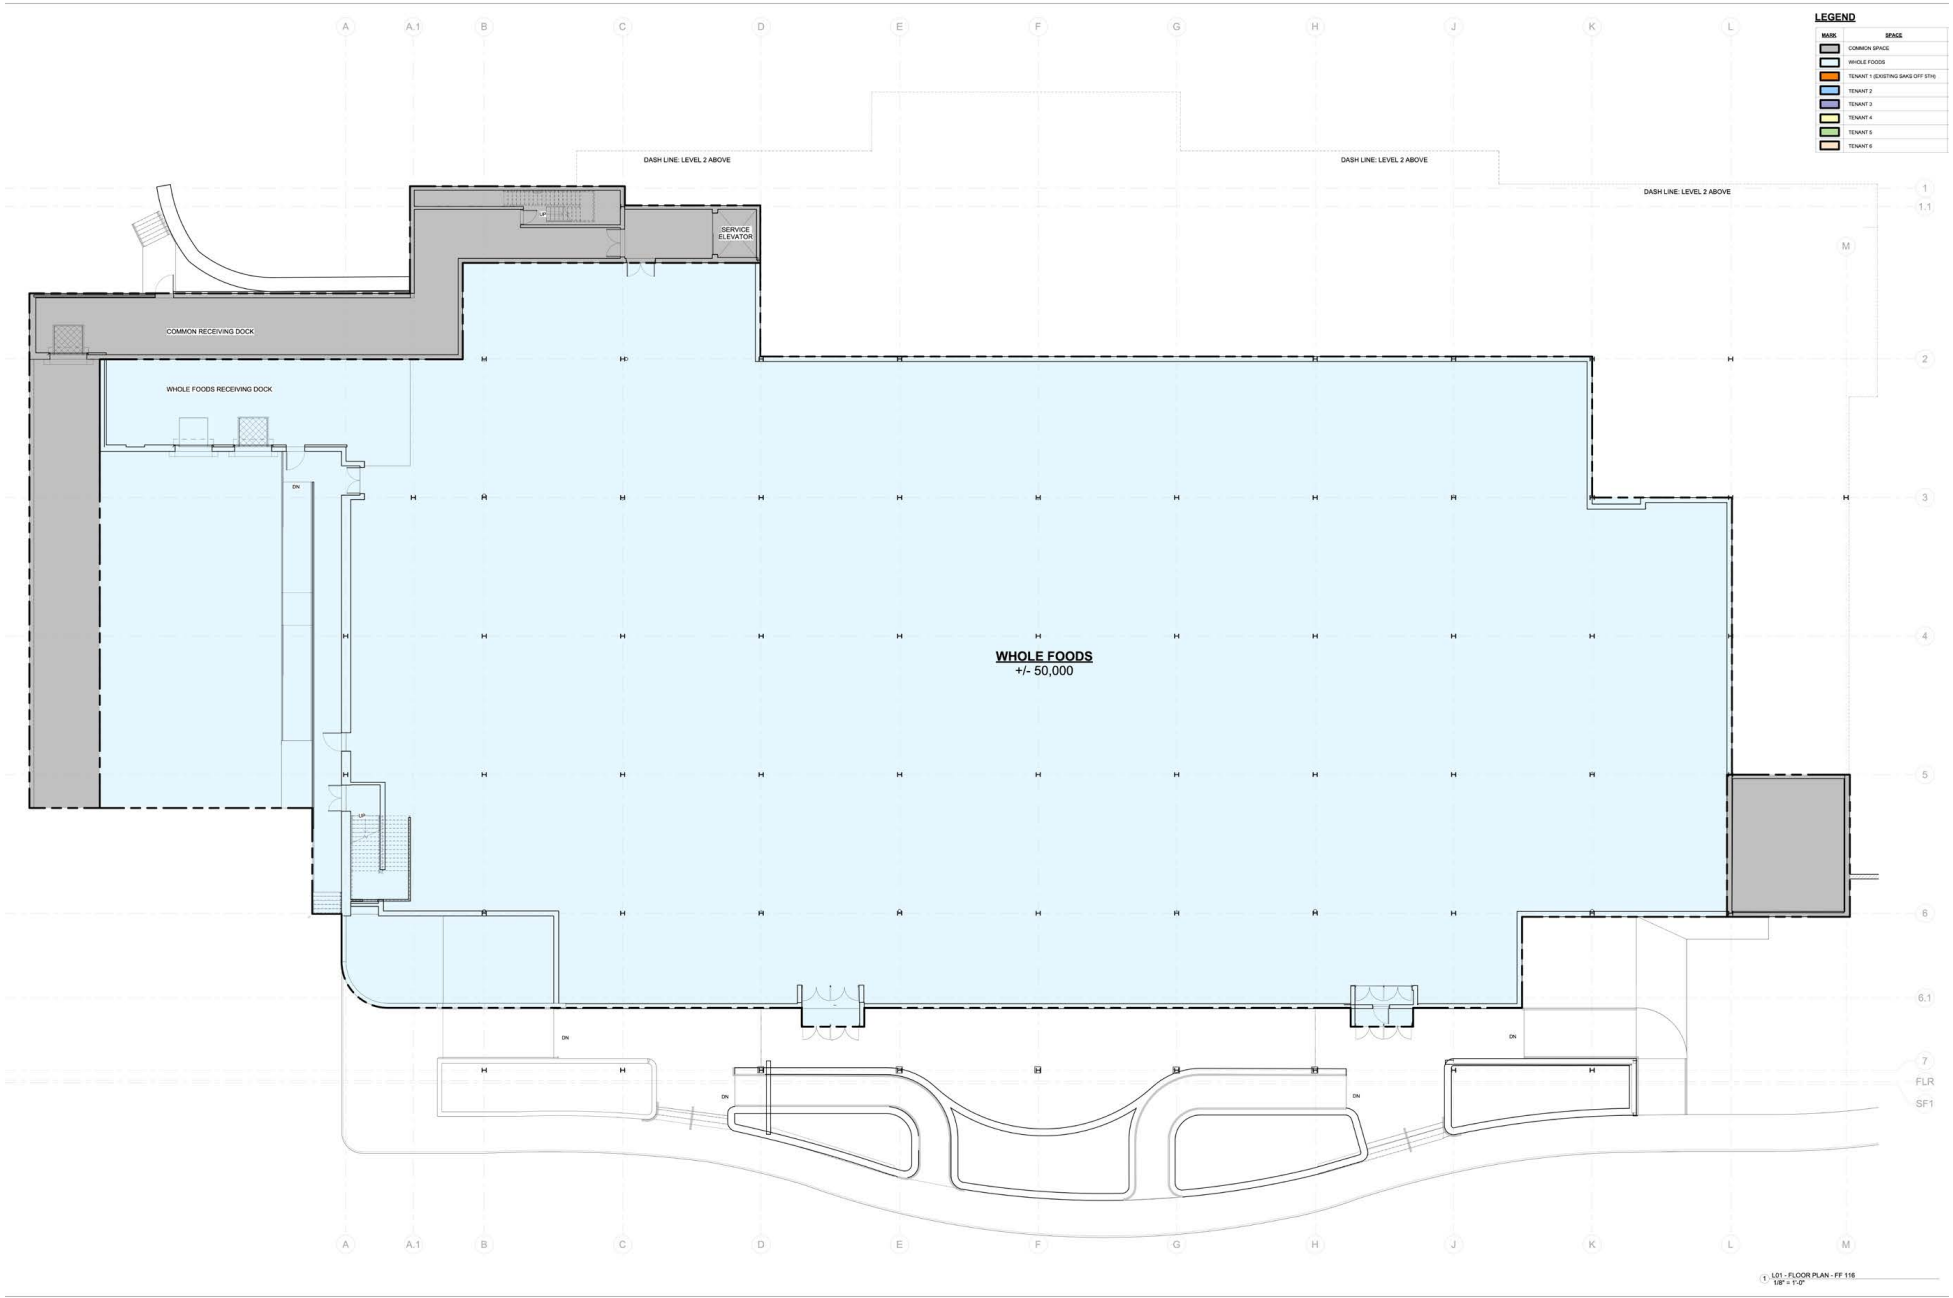 A A.1 B C D E F G H J K L
LEGEND
MARK SPACE
COMMON SPACE
WHOLE FOODS
TENANT 1 (EXISTING SAKS OFF 5TH)
TENANT 2
TENANT 3
TENANT 4
TENANT 5
TENANT 6
DASH LINE: LEVEL 2 ABOVE
DASH LINE: LEVEL 2 ABOVE
DASH LINE: LEVEL 2 ABOVE
1
1.1
UP
SERVICE
ELEVATOR
M
COMMON RECEIVING DOCK
2
WHOLE FOODS RECEIVING DOCK
DN
3
4
WHOLE FOODS
+/- 50,000
5
UP
6
6.1
DN
DN
7
FLR
SF1
DN
DN
A A.1 B C D E F G H J K L M
1 L01 - FLOOR PLAN - FF 116
1/8" = 1'-0"